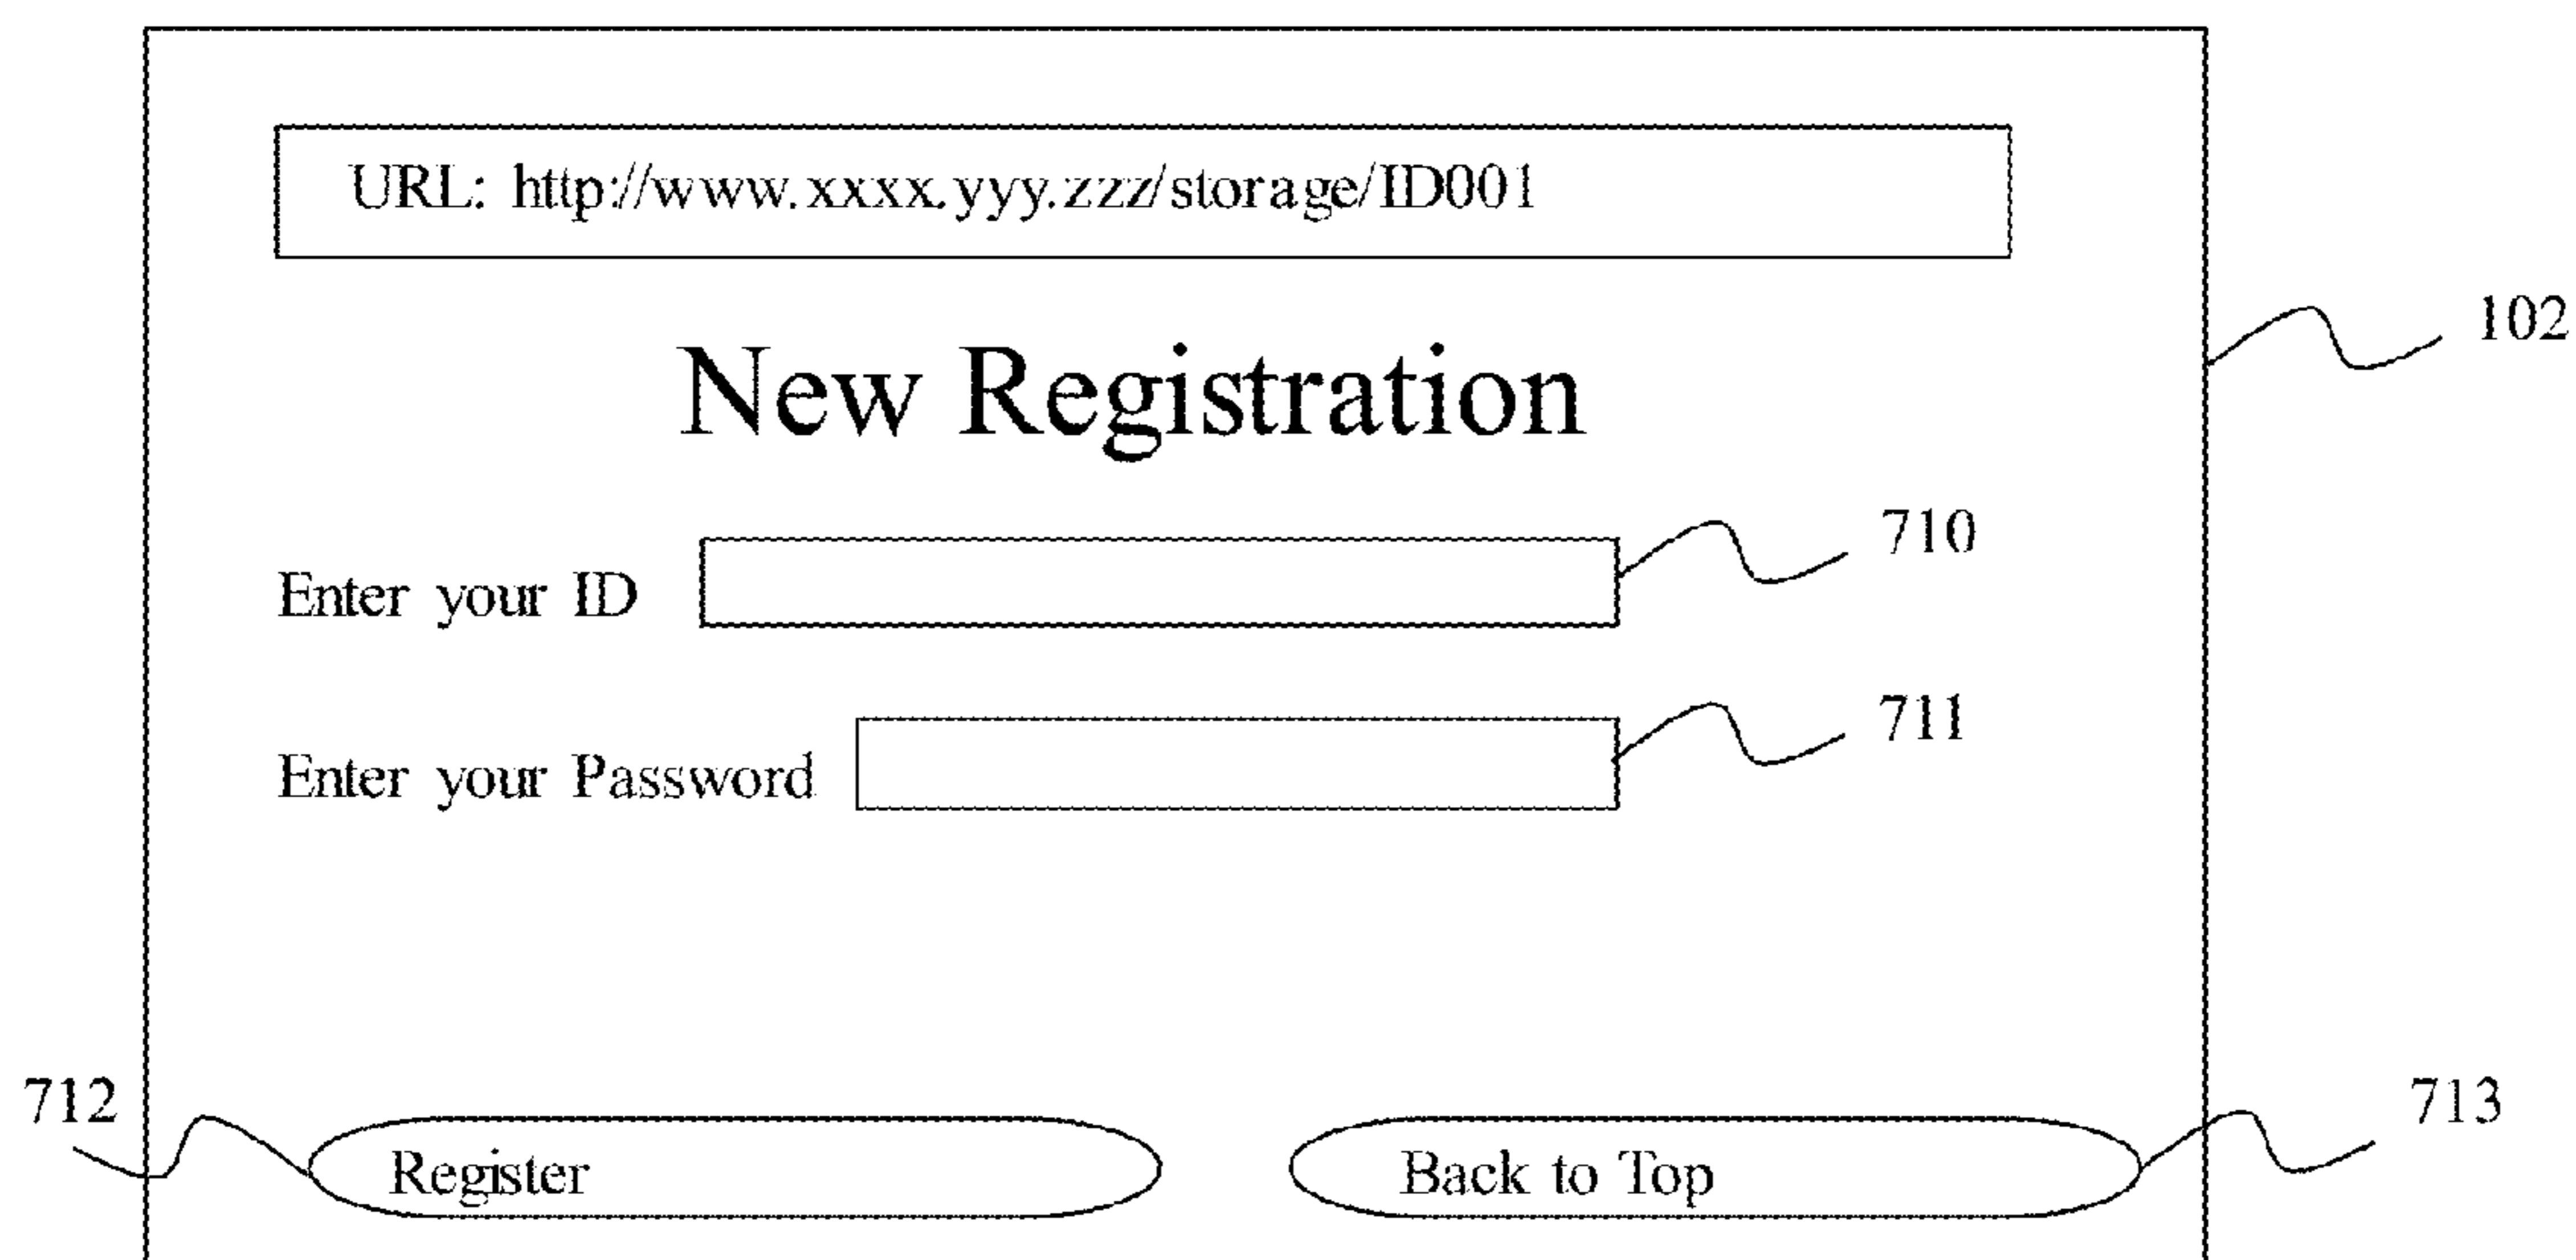 URL: http://www.xxxx.yyy.zzz/storage/ID001
102
New Registration
710
Enter your ID
711
Enter your Password
712
713
Register
Back to Top